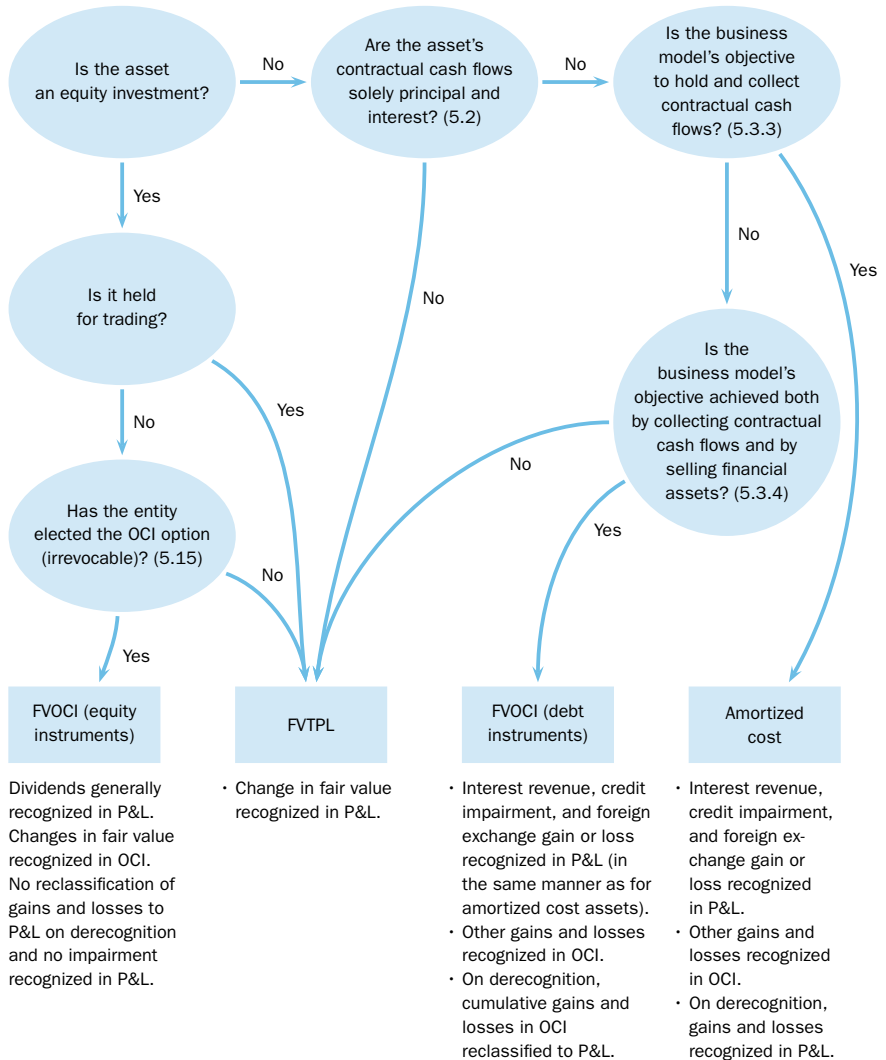 Is the asset
an equity investment?
No
Are the asset's
contractual cash flows
solely principal and
interest? (5.2)
No
Is the business
model's objective
to hold and collect
contractual cash
flows? (5.3.3)
Yes
No
Yes
Is it held
for trading?
No
Is the
business model's
objective achieved both
by collecting contractual
cash flows and by
selling financial
assets? (5.3.4)
Yes
No
No
Has the entity
elected the OCI option
(irrevocable)? (5.15)
No
Yes
Yes
FVOCI (equity
instruments)
FVTPL
FVOCI (debt
instruments)
Amortized
cost
Dividends generally
recognized in P&L.
Changes in fair value
recognized in OCI.
No reclassification of
gains and losses to
P&L on derecognition
and no impairment
recognized in P&L.
· Change in fair value
recognized in P&L.
· Interest revenue, credit
impairment, and foreign
exchange gain or loss
recognized in P&L (in
the same manner as for
amortized cost assets).
· Other gains and losses
recognized in OCI.
· On derecognition,
cumulative gains and
losses in OCI
reclassified to P&L.
· Interest revenue,
credit impairment,
and foreign ex-
change gain or
loss recognized
in P&L.
· Other gains and
losses recognized
in OCI.
· On derecognition,
gains and losses
recognized in P&L.